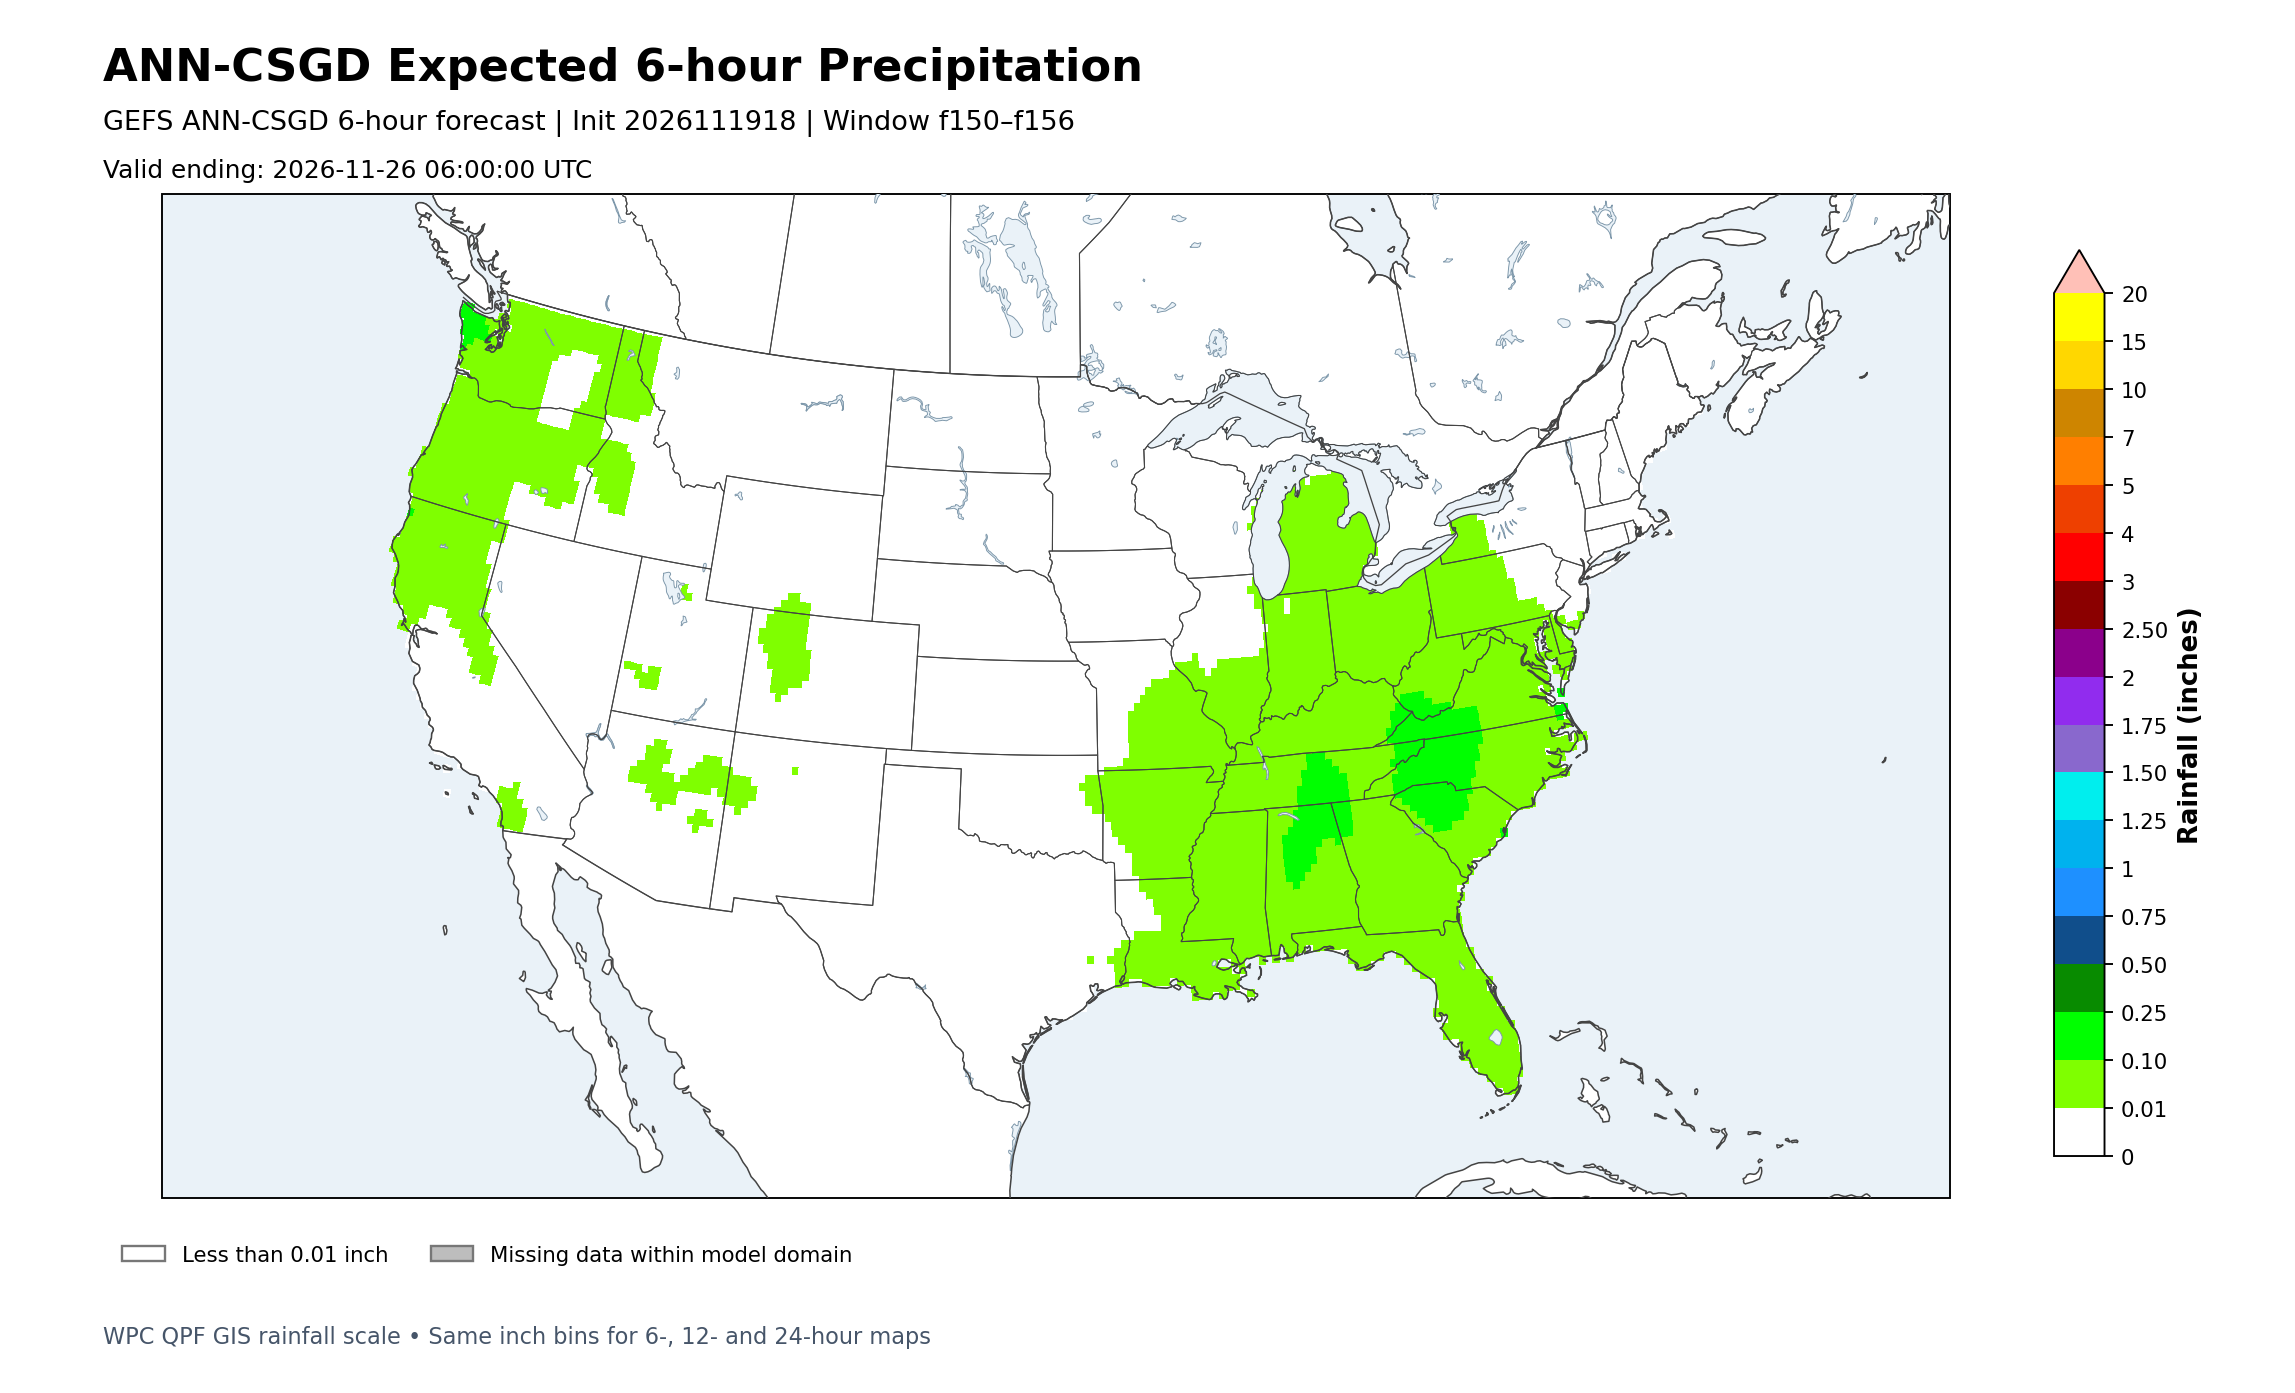 ANN-CSGD Expected 6-hour Precipitation
GEFS ANN-CSGD 6-hour forecast | Init 2026111918 | Window f150–f156
Valid ending: 2026-11-26 06:00:00 UTC
20
15
10
7
5
4
3
2.50
2
1.75
1.50
1.25
1
0.75
0.50
0.25
0.10
0.01
0
Rainfall (inches)
Less than 0.01 inch
Missing data within model domain
WPC QPF GIS rainfall scale • Same inch bins for 6-, 12- and 24-hour maps